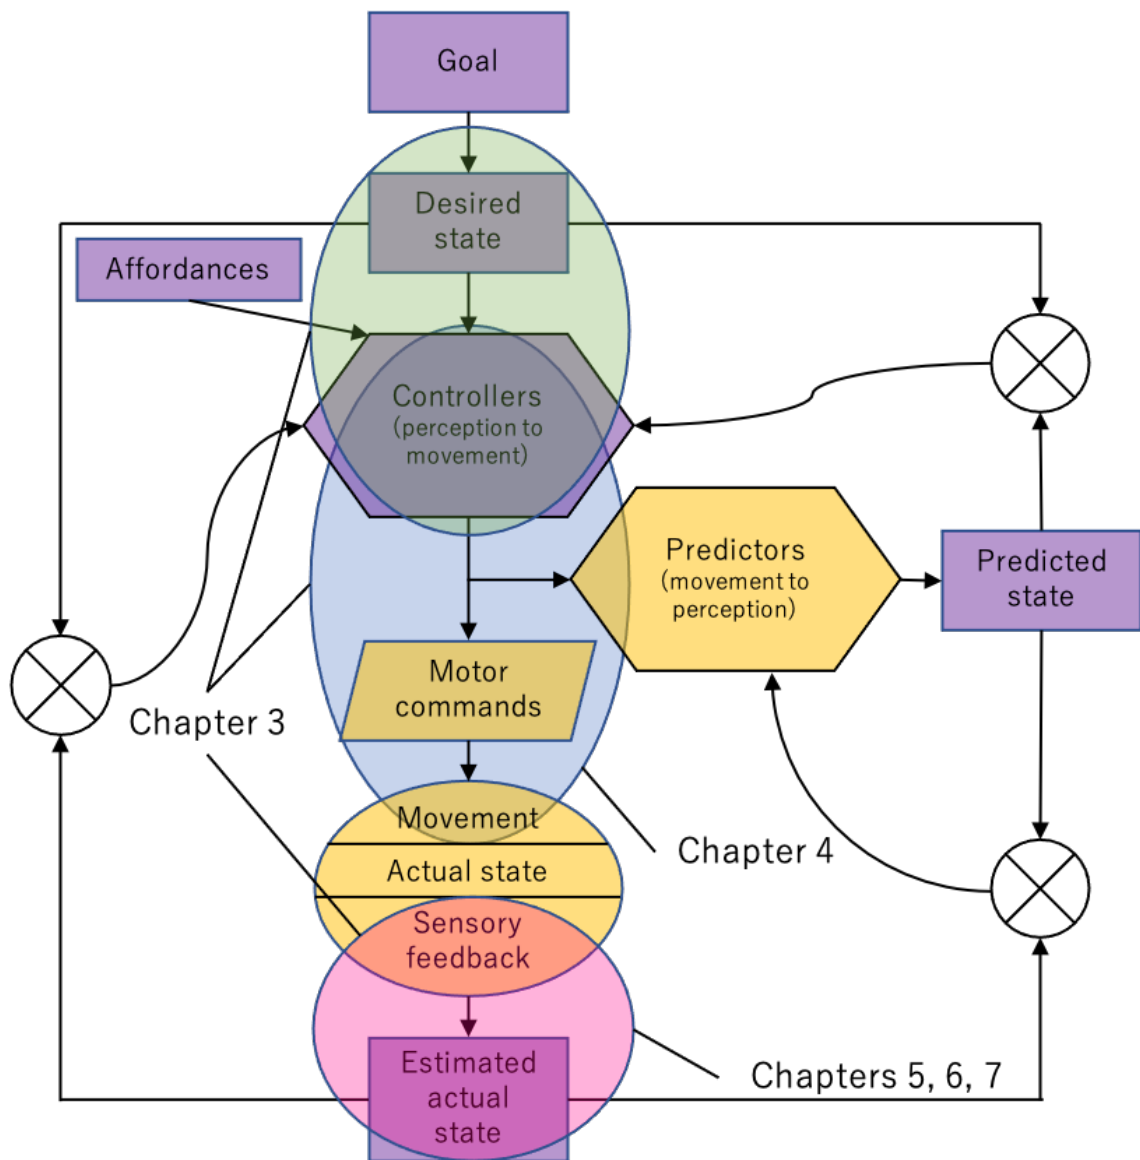 Goal
Desired
state
Affordances
Controllers
(perception to
movement)
Predictors
(movement to
perception)
Predicted
state
Motor
commands
Chapter 3
Movement
Actual state
Chapter 4
Sensory
feedback
Estimated
actual
state
Chapters 5, 6, 7